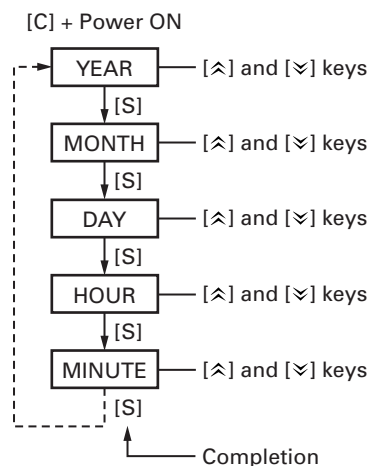 [C] + Power ON
YEAR [︽] and [︾] keys
[S]
MONTH [︽] and [︾] keys
[S]
DAY [︽] and [︾] keys
[S]
HOUR [︽] and [︾] keys
[S]
MINUTE [︽] and [︾] keys
[S]
Completion